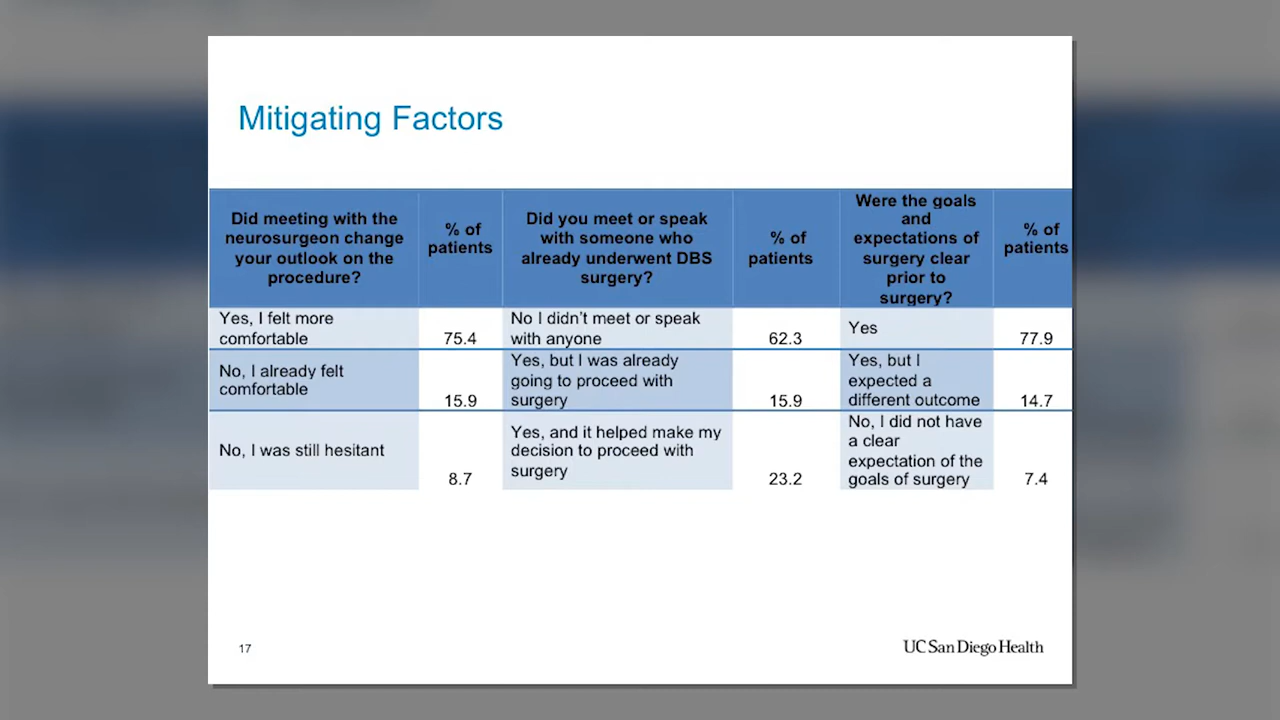 Mitigating Factors
Did meeting with the
neurosurgeon change
your outlook on the
procedure?
% of
patients
Did you meet or speak
with someone who
already underwent DBS
surgery?
% of
patients
Were the goals
and
expectations of
surgery clear
prior to
surgery?
% of
patients
Yes, I felt more
comfortable
75.4
No I didn't meet or speak
with anyone
62.3
Yes
77.9
No, I already felt
comfortable
15.9
Yes, but I was already
going to proceed with
surgery
15.9
Yes, but I
expected a
different outcome
14.7
No, I was still hesitant
8.7
Yes, and it helped make my
decision to proceed with
surgery
23.2
No, I did not have
a clear
expectation of the
goals of surgery
7.4
17
UC San Diego Health